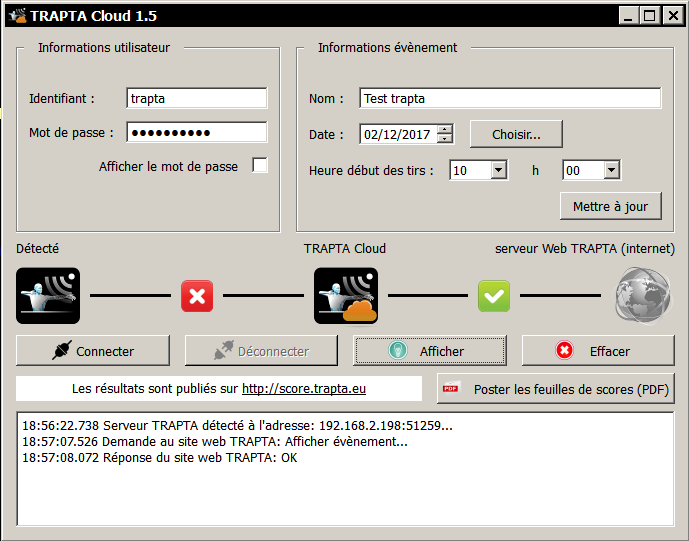 TRAPTA Cloud 1.5
Informations utilisateur
Identifiant :
trapta
Mot de passe :
●●●●●●●●●●
Afficher le mot de passe
Informations évènement
Nom :
Test trapta
Date :
02/12/2017
Choisir...
Heure début des tirs :
10
h
00
Mettre à jour
Détecté
TRAPTA Cloud
serveur Web TRAPTA (internet)
Connecter
Déconnecter
Afficher
Effacer
Les résultats sont publiés sur http://score.trapta.eu
PDF
Poster les feuilles de scores (PDF)
18:56:22.738 Serveur TRAPTA détecté à l'adresse: 192.168.2.198:51259...
18:57:07.526 Demande au site web TRAPTA: Afficher évènement...
18:57:08.072 Réponse du site web TRAPTA: OK